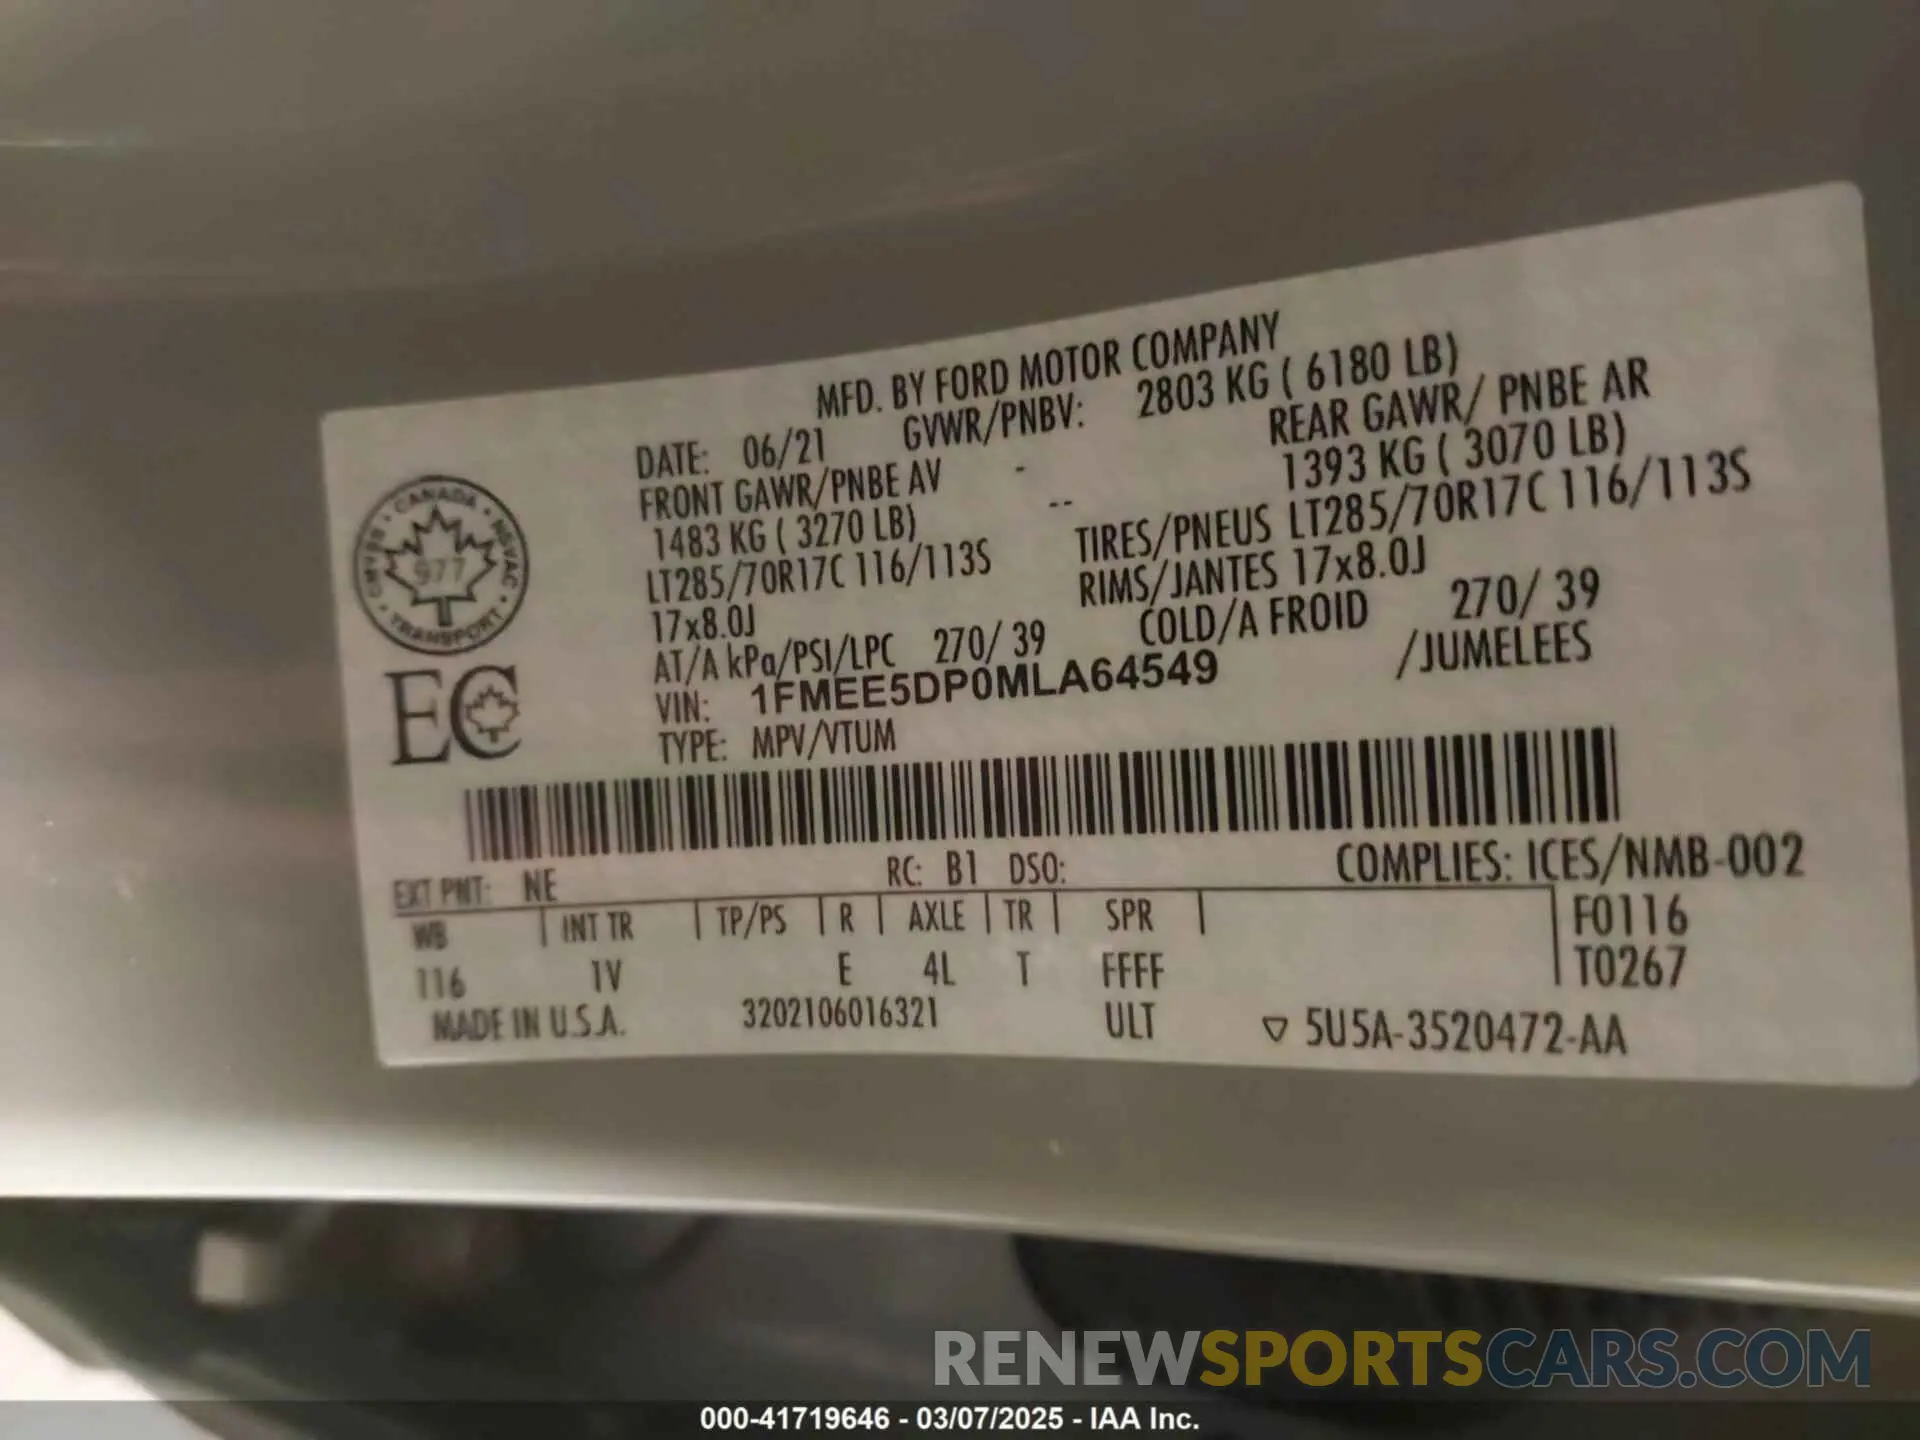 MFD. BY FORD MOTOR COMPANY
DATE: 06/21 GVWR/PNBV: 2803 KG ( 6180 LB)
FRONT GAWR/PNBE AV - REAR GAWR/ PNBE AR
1483 KG ( 3270 LB) -- 1393 KG ( 3070 LB)
LT285/70R17C 116/113S TIRES/PNEUS LT285/70R17C 116/113S
17x8.0J RIMS/JANTES 17x8.0J
AT/A kPa/PSI/LPC 270/ 39 COLD/A FROID 270/ 39
VIN: 1FMEE5DP0MLA64549 /JUMELEES
TYPE: MPV/VTUM
CANADA
CMVSS NSVAC
977
TRANSPORT
EC
EXT PNT: NE RC: B1 DSO: COMPLIES: ICES/NMB-002
WB | INT TR | TP/PS | R | AXLE | TR | SPR | F0116
116 1V E 4L T FFFF T0267
MADE IN U.S.A. 3202106016321 ULT ▽ 5U5A-3520472-AA
RENEWSPORTSCARS.COM
000-41719646 - 03/07/2025 - IAA Inc.